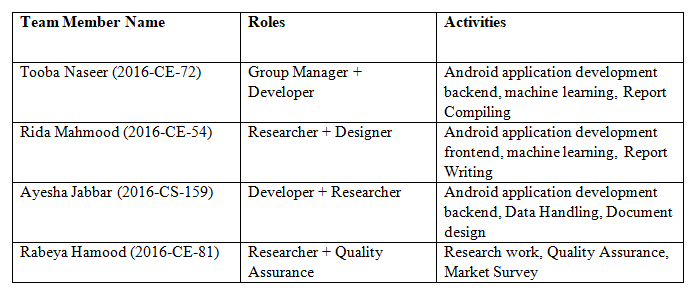 Team Member Name Roles Activities
Tooba Naseer (2016-CE-72) Group Manager + Android application development
Developer backend, machine learning, Report
Compiling
Rida Mahmood (2016-CE-54) Researcher + Designer Android application development
frontend, machine learning, Report
Writing
Ayesha Jabbar (2016-CS-159) Developer + Researcher Android application development
backend, Data Handling, Document
design
Rabeya Hamood (2016-CE-81) Researcher + Quality Research work, Quality Assurance,
Assurance Market Survey